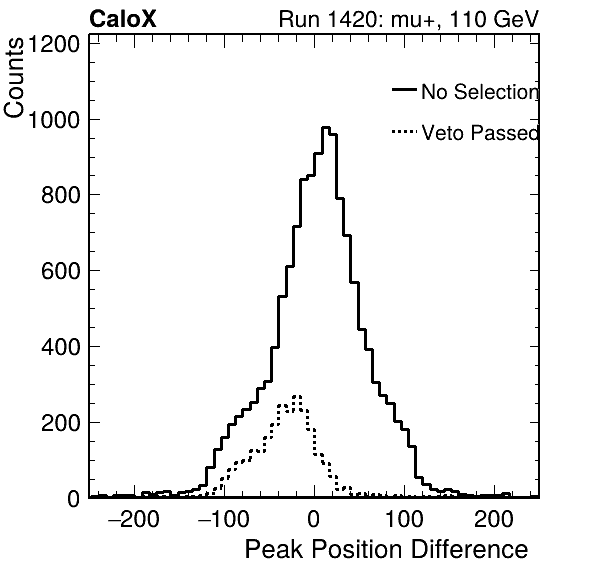 CaloX Run 1420: mu+, 110 GeV
Counts
1200
1000
800
600
400
200
0
No Selection
Veto Passed
−200 −100 0 100 200
Peak Position Difference